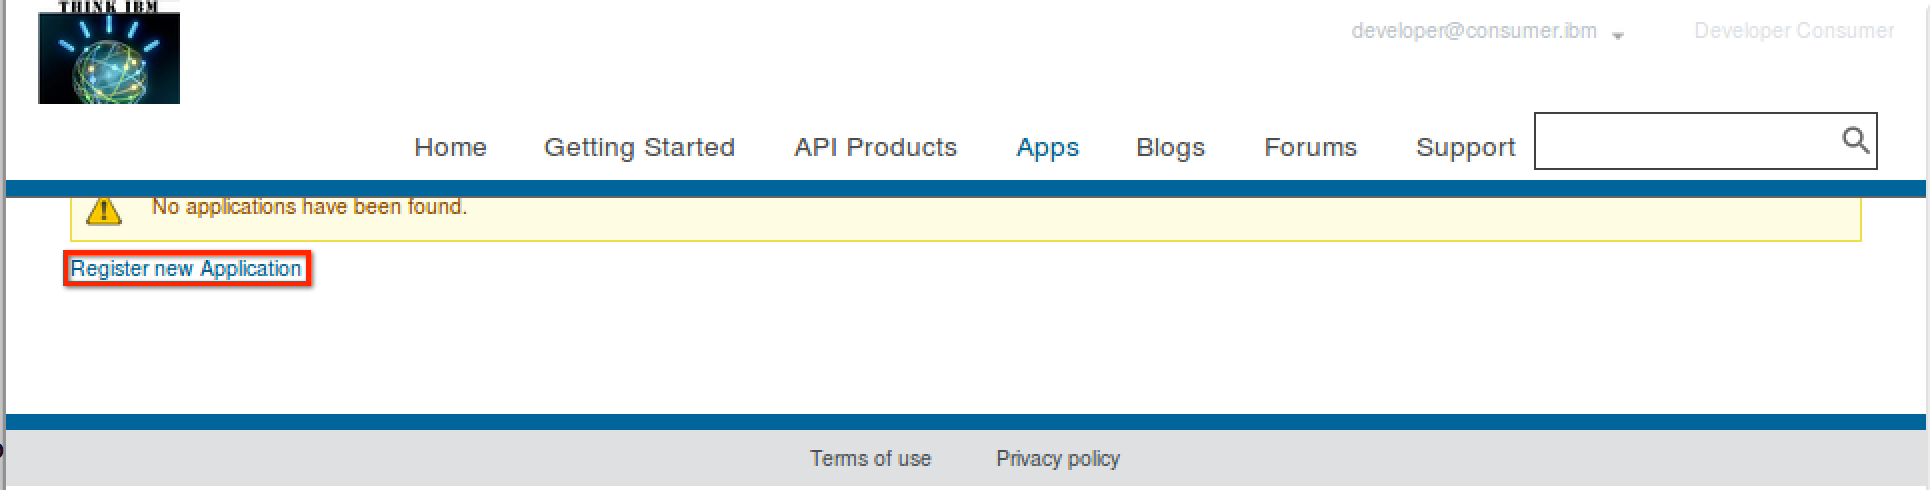 THINK IBM
developer@consumer.ibm Developer Consumer
Home Getting Started API Products Apps Blogs Forums Support
No applications have been found.
Register new Application
Terms of use Privacy policy